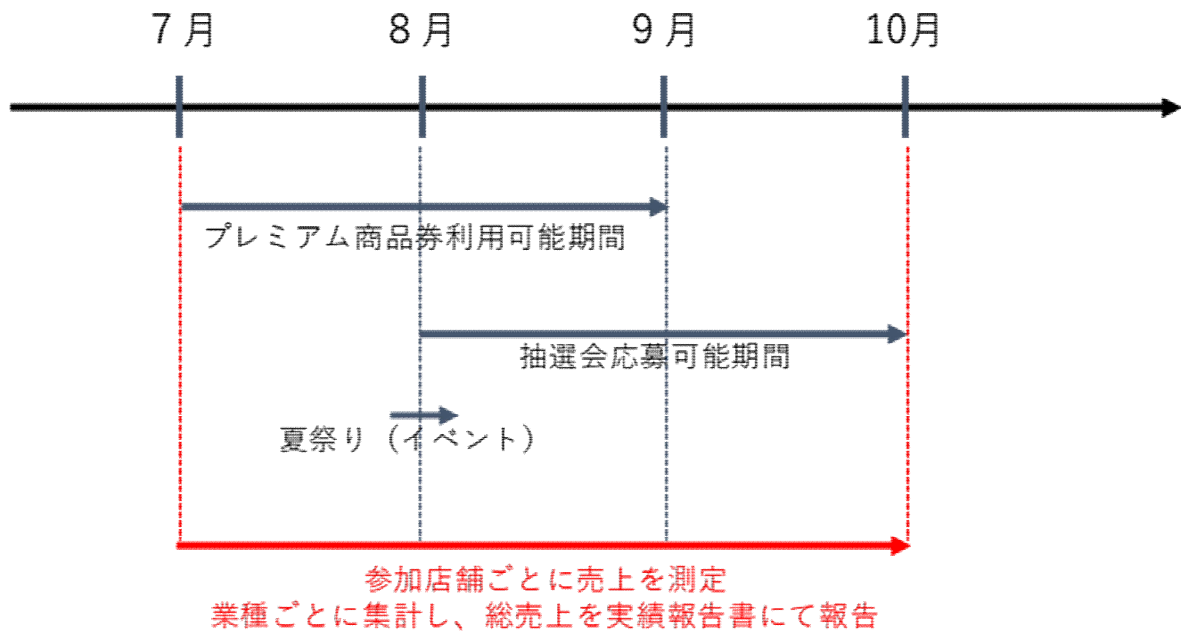 7月 8月 9月 10月
プレミアム商品券利用可能期間
抽選会応募可能期間
夏祭り（イベント）
参加店舗ごとに売上を測定
業種ごとに集計し、総売上を実績報告書にて報告